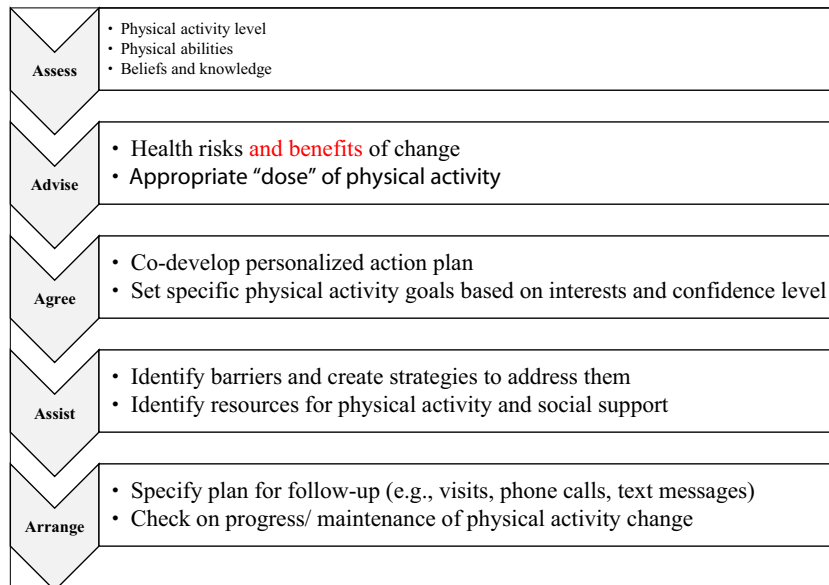 Assess
• Physical activity level
• Physical abilities
• Beliefs and knowledge
Advise
• Health risks and benefits of change
• Appropriate “dose” of physical activity
Agree
• Co-develop personalized action plan
• Set specific physical activity goals based on interests and confidence level
Assist
• Identify barriers and create strategies to address them
• Identify resources for physical activity and social support
Arrange
• Specify plan for follow-up (e.g., visits, phone calls, text messages)
• Check on progress/ maintenance of physical activity change